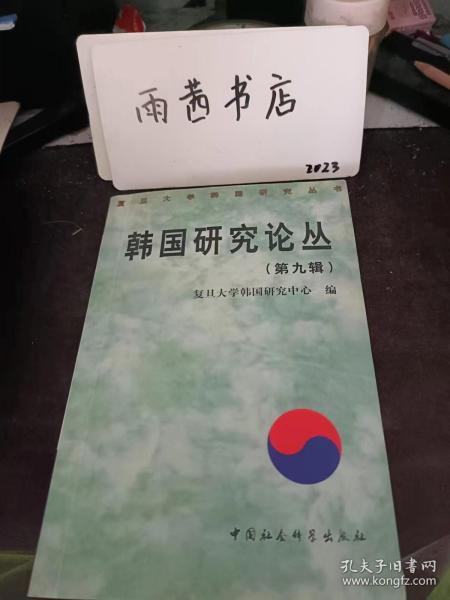 雨茜书店
2023
复旦大学韩国研究丛书
韩国研究论丛
（第九辑）
复旦大学韩国研究中心 编
中国社会科学出版社
孔夫子旧书网
www.kongfz.com